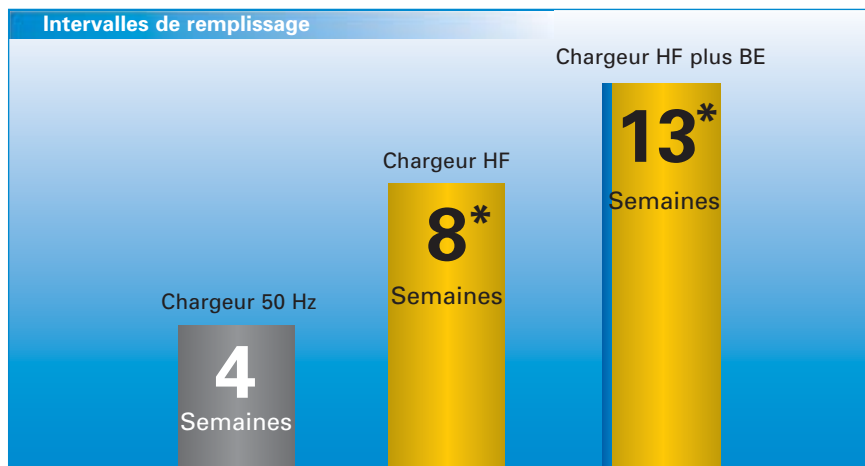 Intervalles de remplissage
Chargeur HF plus BE
13*
Semaines
Chargeur HF
8*
Semaines
Chargeur 50 Hz
4
Semaines